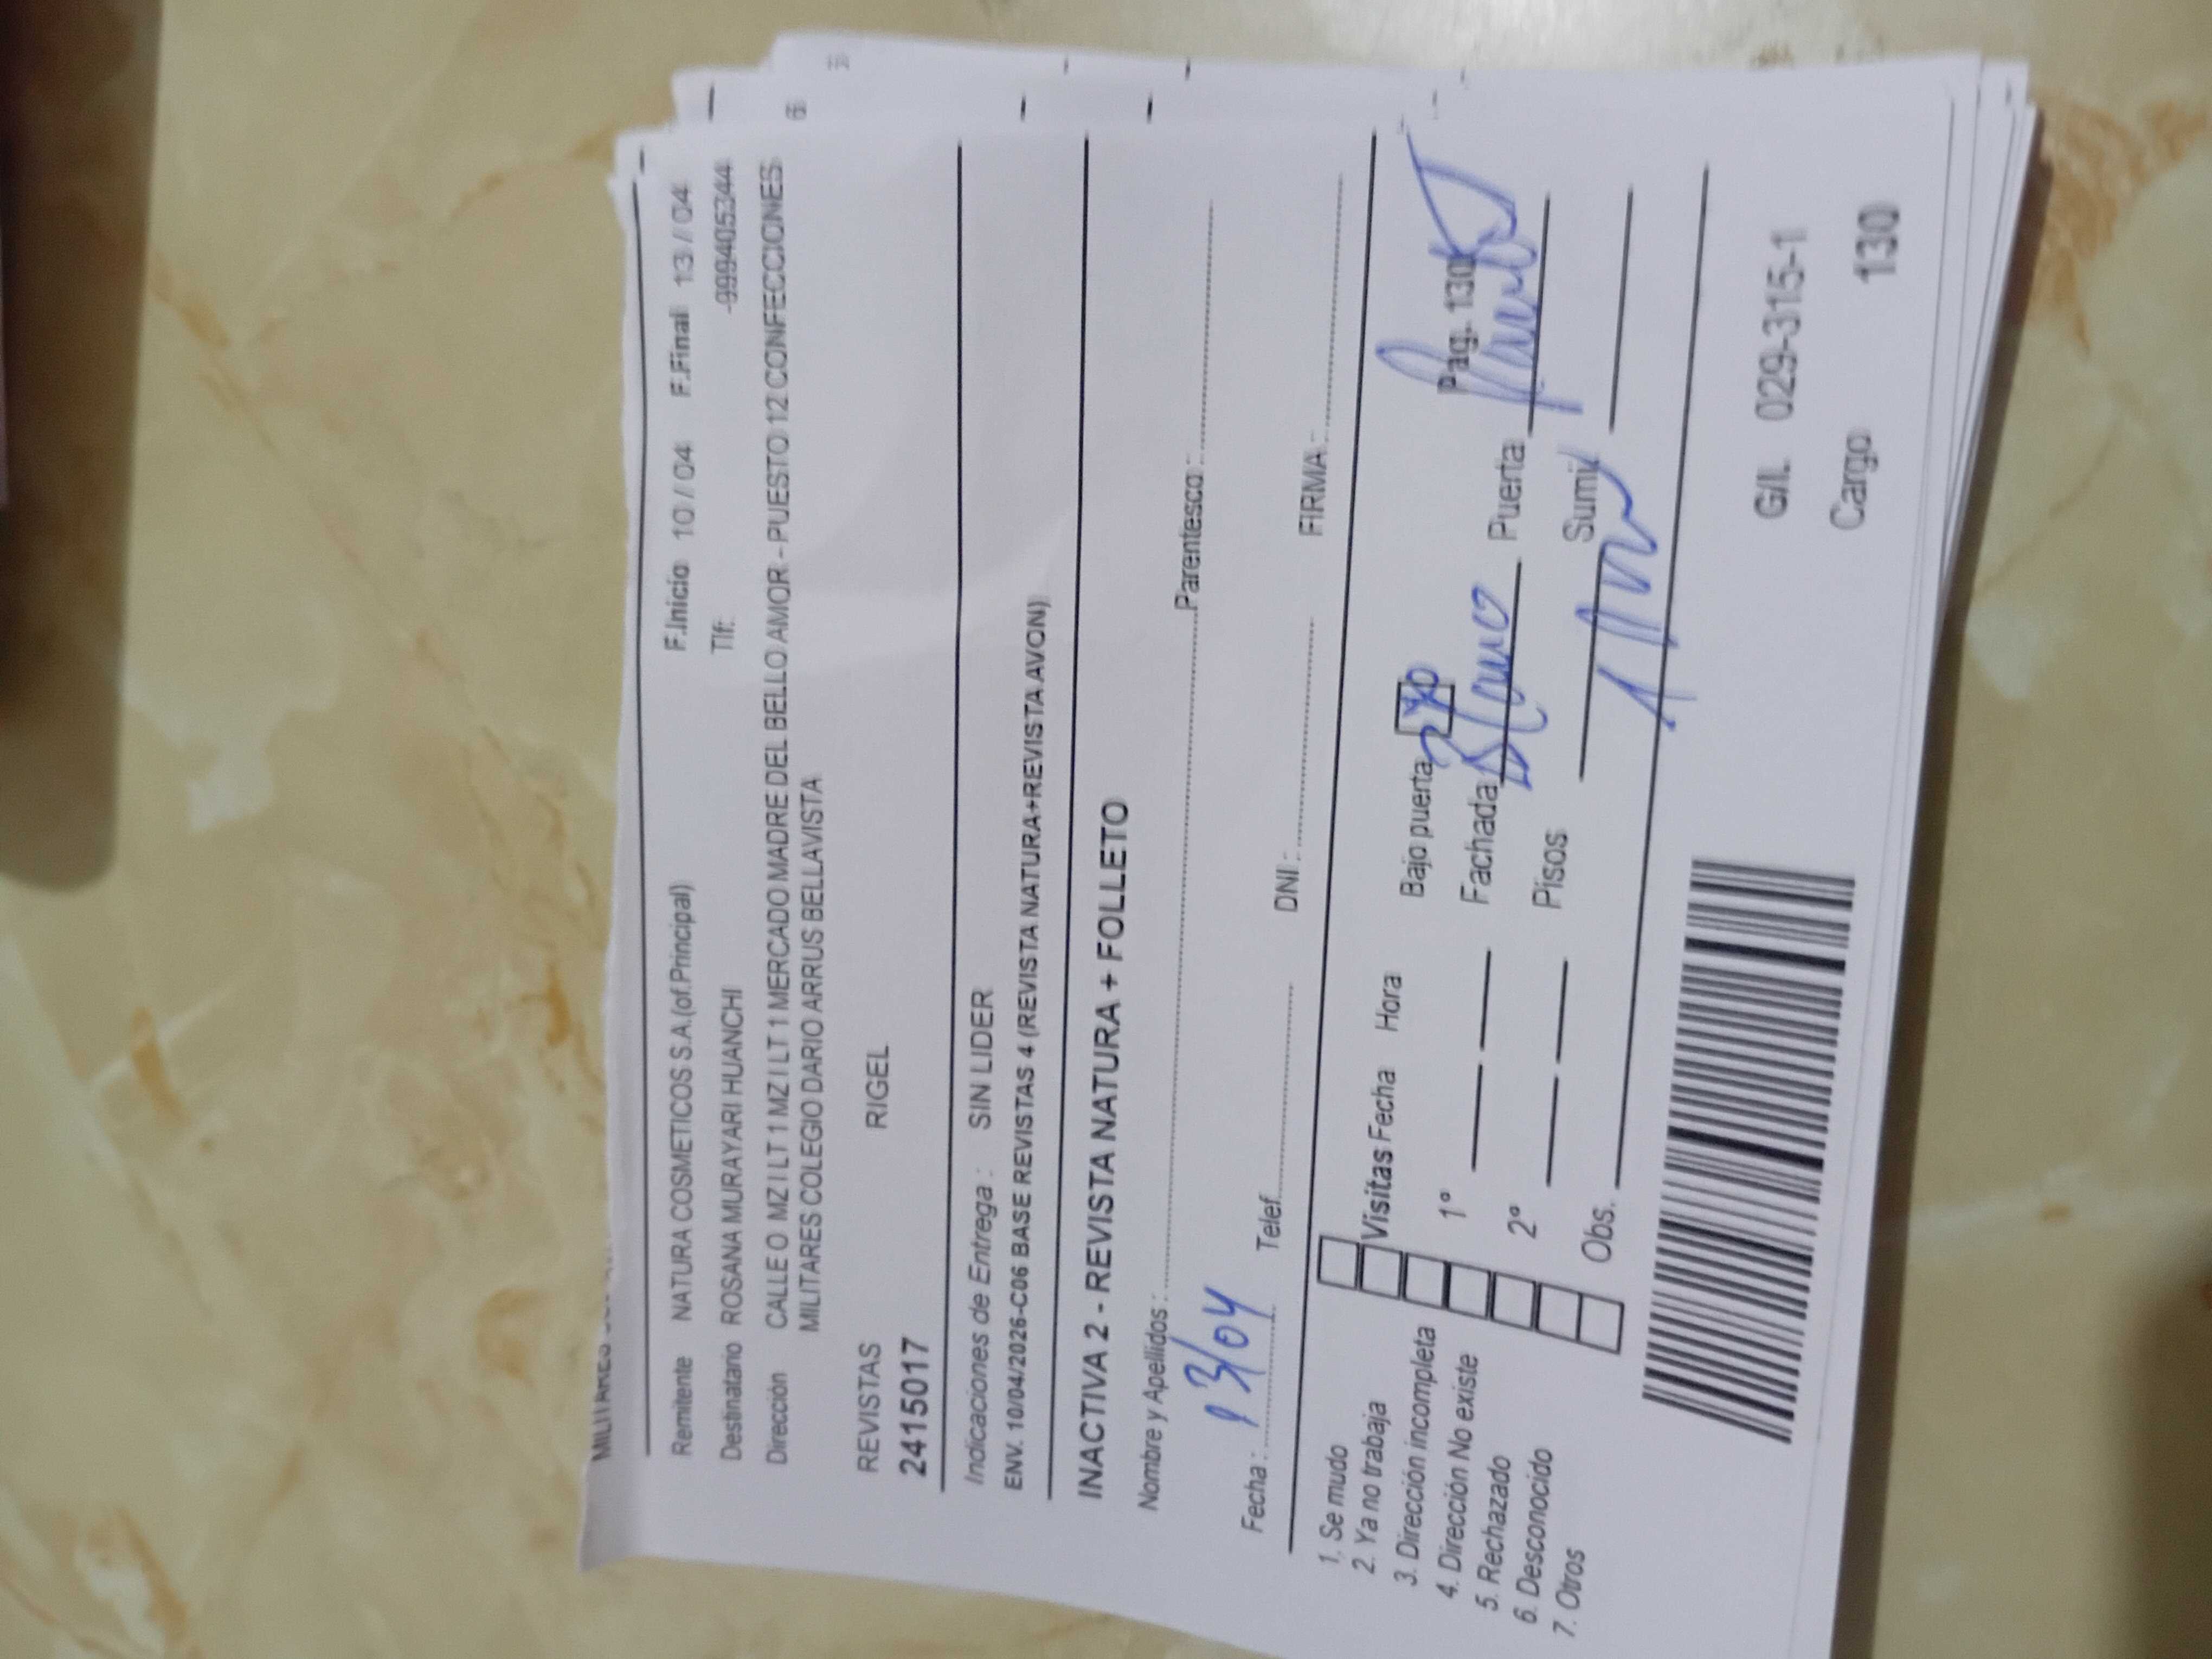 Remitente NATURA COSMETICOS S.A.(of.Principal) F.Inicio 10 / 04 F.Final 13 / 04
Destinatario ROSANA MURAYARI HUANCHI Tlf: -999405344
Dirección CALLE O MZ I LT 1 MZ I LT 1 MERCADO MADRE DEL BELLO AMOR - PUESTO 12 CONFECCIONES
MILITARES COLEGIO DARIO ARRUS BELLAVISTA
REVISTAS RIGEL
2415017
Indicaciones de Entrega : SIN LIDER
ENV. 10/04/2026-C06 BASE REVISTAS 4 (REVISTA NATURA+REVISTA AVON)
INACTIVA 2 - REVISTA NATURA + FOLLETO
Nombre y Apellidos : Parentesco :
Fecha : 13/04 Telef. DNI : FIRMA :
1. Se mudo
2. Ya no trabaja Visitas Fecha Hora Bajo puerta Pag. 130
3. Dirección incompleta
4. Dirección No existe 1º Fachada Blanco Puerta
5. Rechazado
6. Desconocido 2º Pisos Sumi
7. Otros Obs.
G/L 029-315-1
Cargo 130